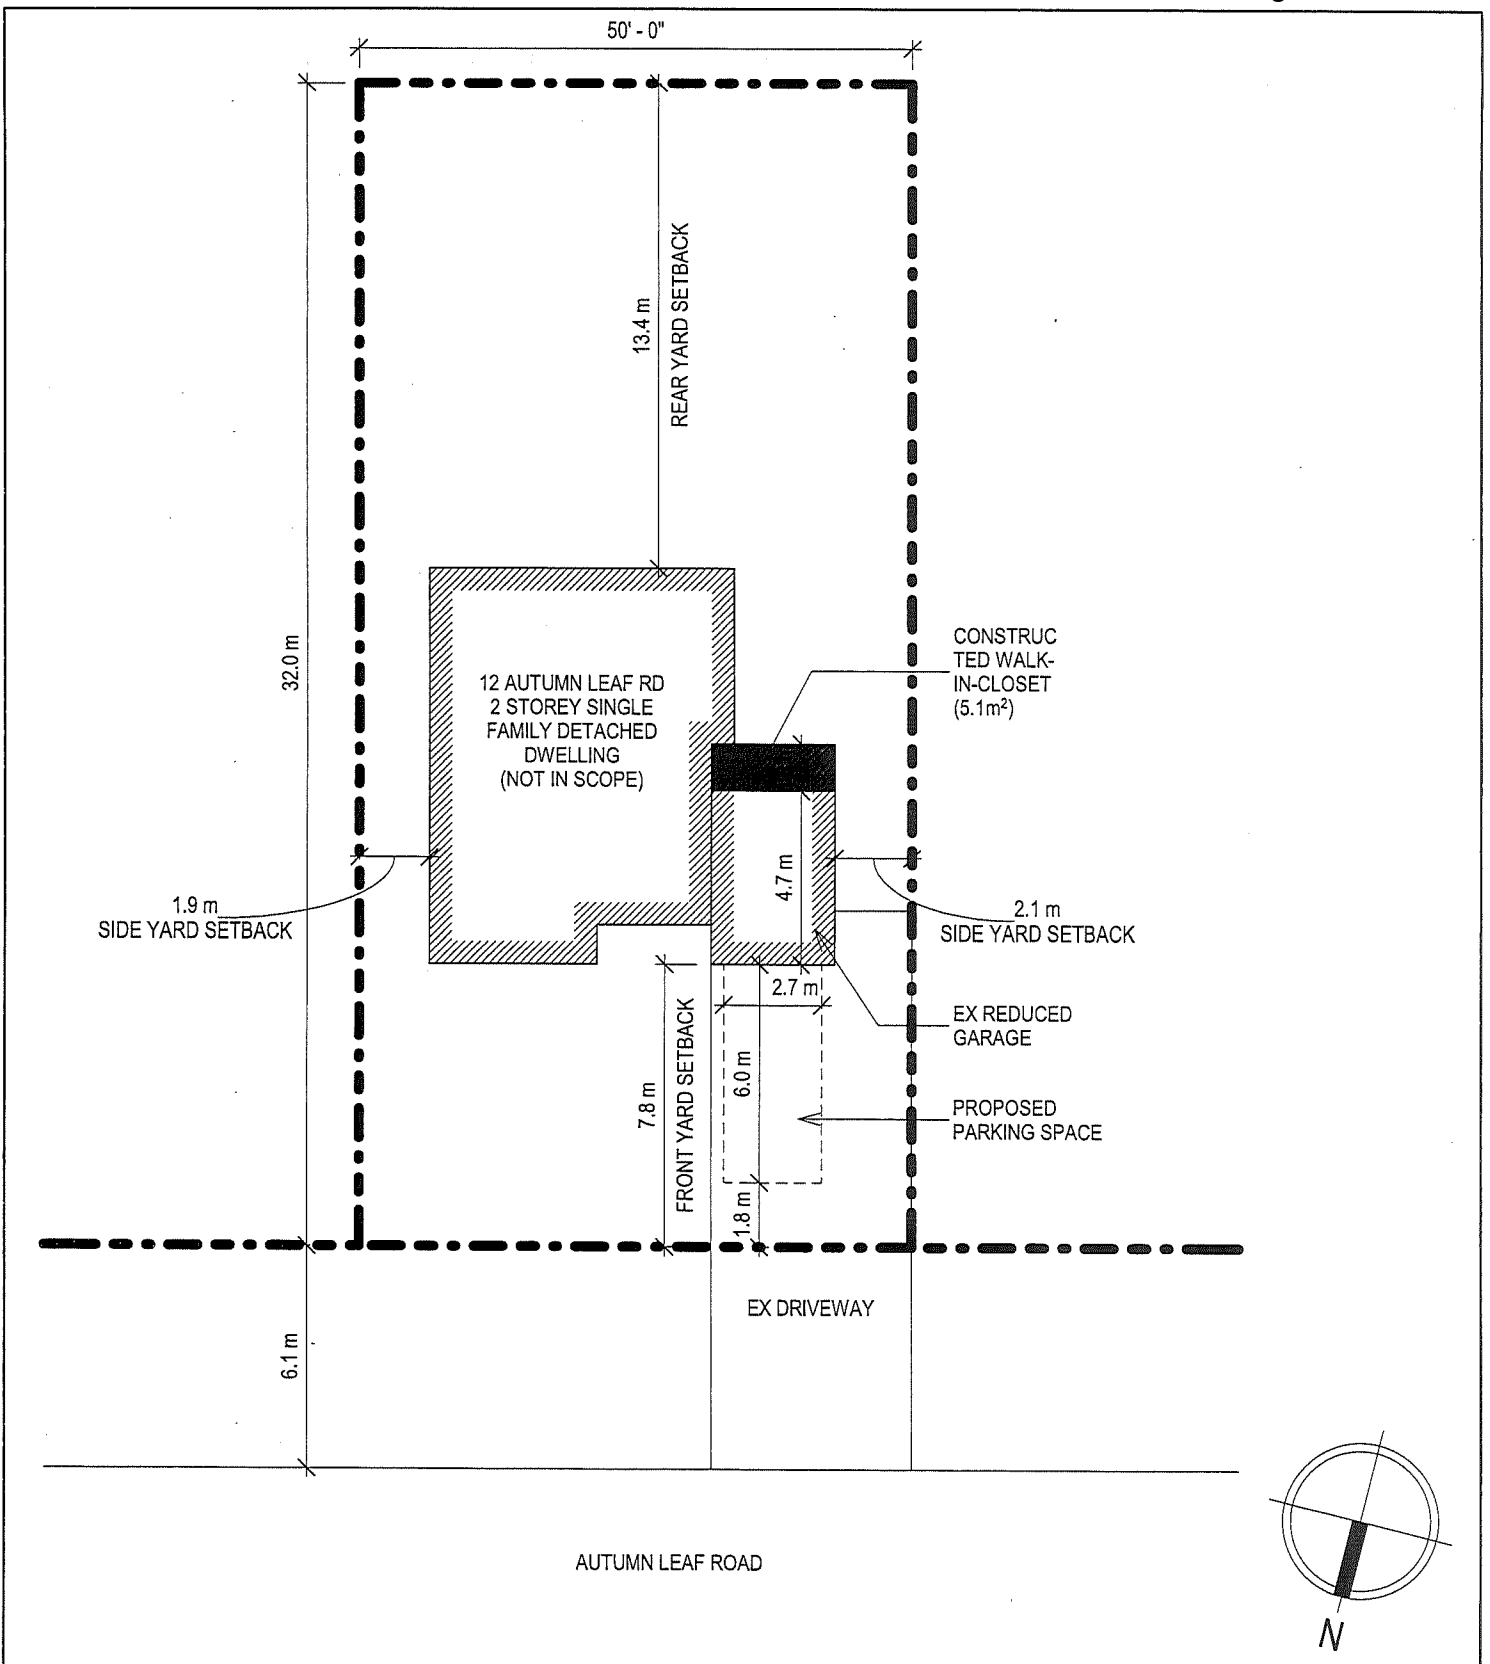 50' - 0"
13.4 m
REAR YARD SETBACK
32.0 m
CONSTRUC
TED WALK-
IN-CLOSET
(5.1m²)
12 AUTUMN LEAF RD
2 STOREY SINGLE
FAMILY DETACHED
DWELLING
(NOT IN SCOPE)
4.7 m
1.9 m
SIDE YARD SETBACK
2.1 m
SIDE YARD SETBACK
2.7 m
EX REDUCED
GARAGE
7.8 m
FRONT YARD SETBACK
6.0 m
PROPOSED
PARKING SPACE
1.8 m
EX DRIVEWAY
6.1 m
AUTUMN LEAF ROAD
N